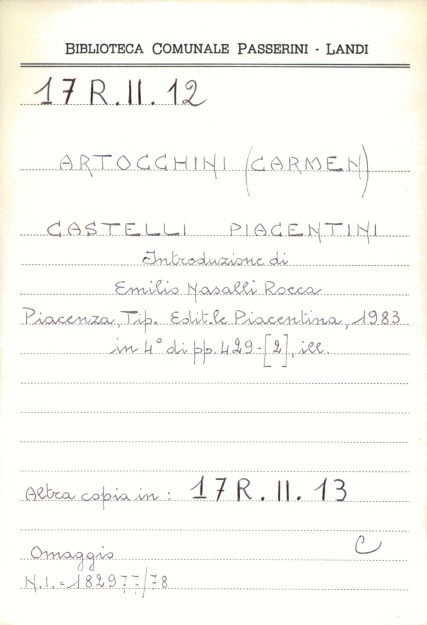 BIBLIOTECA COMUNALE PASSERINI - LANDI
17 R. II. 12
ARTOCCHINI (CARMEN)
CASTELLI PIACENTINI
Introduzione di
Emilio Nasalli Rocca
Piacenza, Tip. Edit.le Piacentina, 1983
in 4° di pp. 429-[2], ill.
Altra copia in: 17 R. II. 13
Omaggio C
N.I. = 182977/78